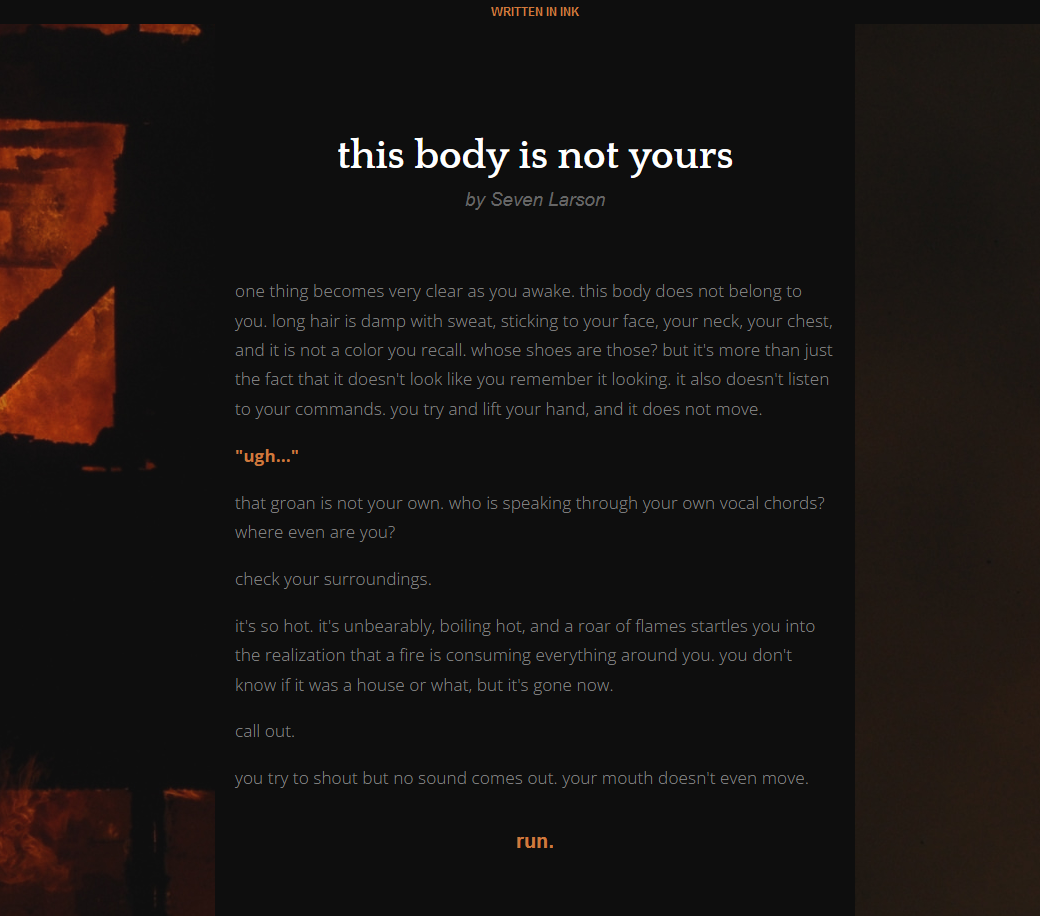 WRITTEN IN INK
this body is not yours
by Seven Larson
one thing becomes very clear as you awake. this body does not belong to
you. long hair is damp with sweat, sticking to your face, your neck, your chest,
and it is not a color you recall. whose shoes are those? but it's more than just
the fact that it doesn't look like you remember it looking. it also doesn't listen
to your commands. you try and lift your hand, and it does not move.
"ugh..."
that groan is not your own. who is speaking through your own vocal chords?
where even are you?
check your surroundings.
it's so hot. it's unbearably, boiling hot, and a roar of flames startles you into
the realization that a fire is consuming everything around you. you don't
know if it was a house or what, but it's gone now.
call out.
you try to shout but no sound comes out. your mouth doesn't even move.
run.